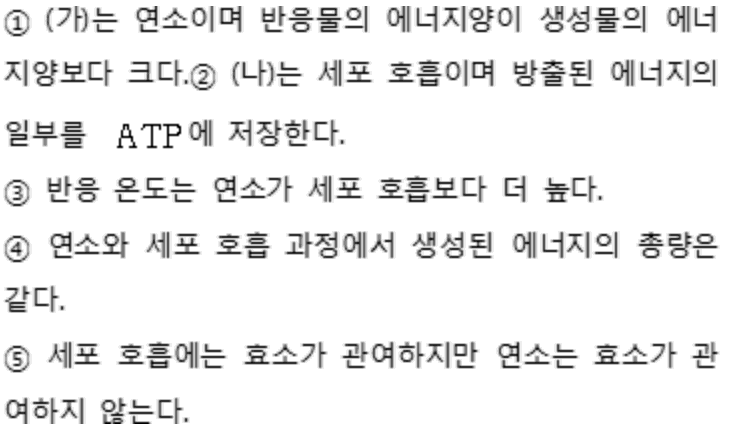 ① (가)는 연소이며 반응물의 에너지양이 생성물의 에너
지양보다 크다.② (나)는 세포 호흡이며 방출된 에너지의
일부를 ATP에 저장한다.
③ 반응 온도는 연소가 세포 호흡보다 더 높다.
④ 연소와 세포 호흡 과정에서 생성된 에너지의 총량은
같다.
⑤ 세포 호흡에는 효소가 관여하지만 연소는 효소가 관
여하지 않는다.